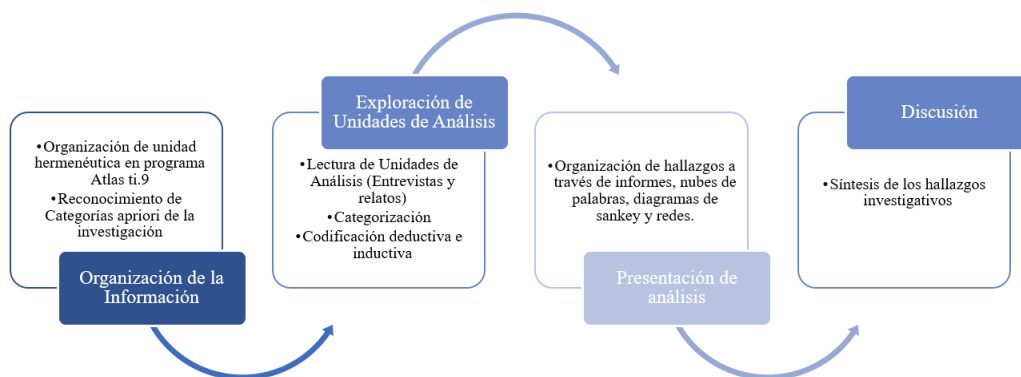 •Organización de unidad
hermenéutica en programa
Atlas ti.9
•Reconocimiento de
Categorías apriori de la
investigación
Organización de la
Información
Exploración de
Unidades de Análisis
•Lectura de Unidades de
Análisis (Entrevistas y
relatos)
•Categorización
•Codificación deductiva e
inductiva
•Organización de hallazgos a
través de informes, nubes de
palabras, diagramas de
sankey y redes.
Presentación de
análisis
Discusión
•Síntesis de los hallazgos
investigativos